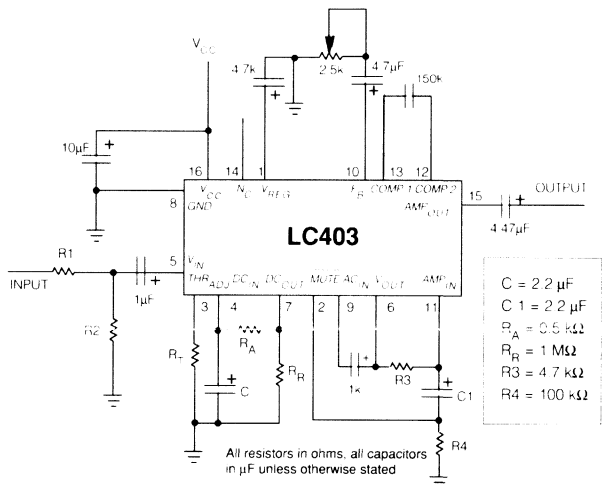 V_CC
4.7k
2.5k
4.7µF
150k
10µF
16
14
1
10
13
12
V_CC
N_C
V_REG
F_B
COMP 1
COMP 2
8
GND
AMP_OUT
15
OUTPUT
4.47µF
LC403
R1
5
V_IN
INPUT
1µF
THR_ADJ
DC_IN
DC_OUT
MUTE
AC_IN
V_OUT
AMP_IN
3
4
7
2
9
6
11
R2
R_T
R_A
R_R
C
1k
R3
C1
R4
C = 2.2 µF
C 1 = 2.2 µF
R_A = 0.5 kΩ
R_R = 1 MΩ
R3 = 4.7 kΩ
R4 = 100 kΩ
All resistors in ohms, all capacitors
in µF unless otherwise stated